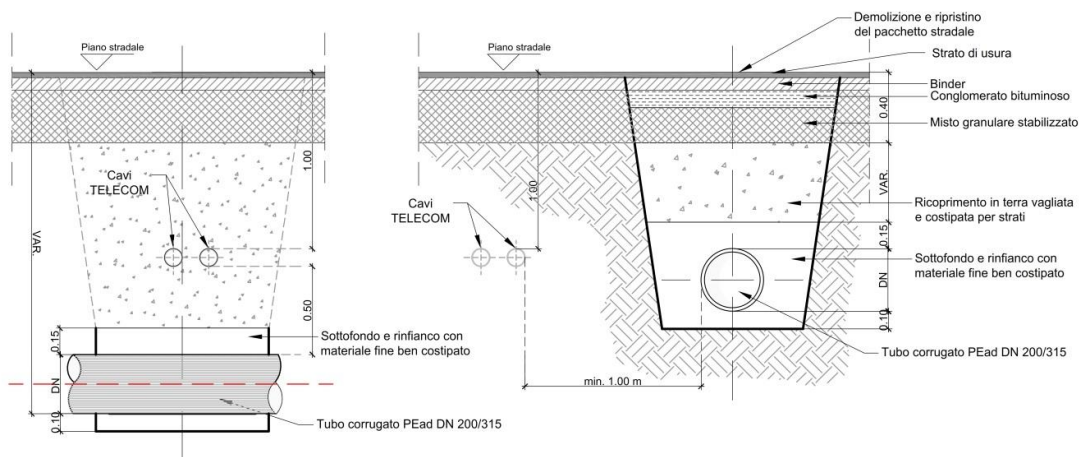 Piano stradale
1.00
Cavi
TELECOM
VAR.
0.50
0.15
DN
0.10
Sottofondo e rinfianco con
materiale fine ben costipato
Tubo corrugato PEad DN 200/315
Piano stradale
1.00
Cavi
TELECOM
min. 1.00 m
Demolizione e ripristino
del pacchetto stradale
Strato di usura
Binder
Conglomerato bituminoso
0.40
Misto granulare stabilizzato
VAR.
Ricoprimento in terra vagliata
e costipata per strati
0.15
Sottofondo e rinfianco con
materiale fine ben costipato
DN
0.10
Tubo corrugato PEad DN 200/315